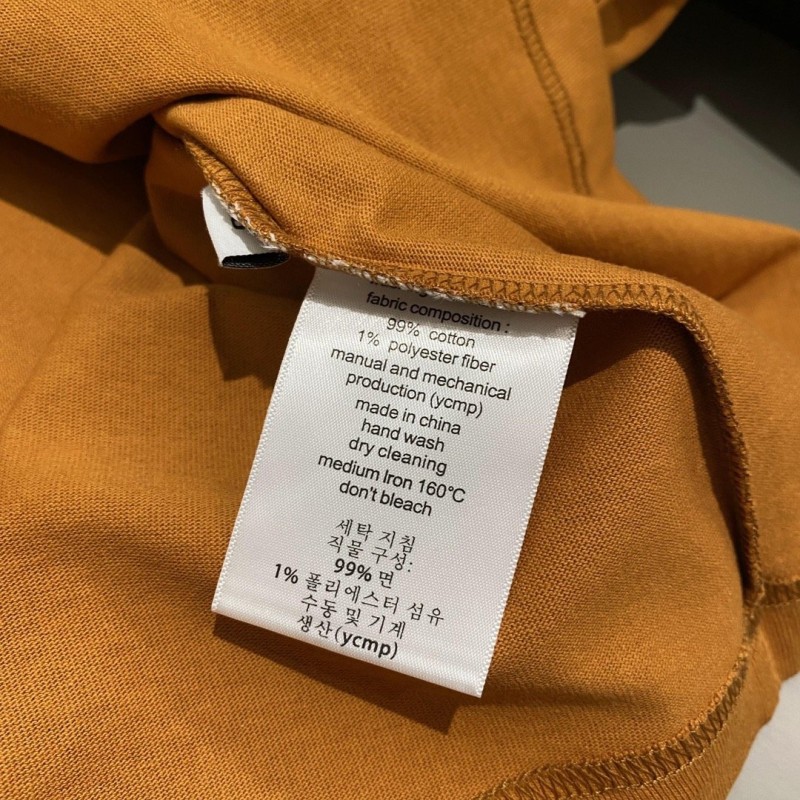 fabric composition :
99% cotton
1% polyester fiber
manual and mechanical
production (ycmp)
made in china
hand wash
dry cleaning
medium Iron 160°C
don't bleach
세탁 지침
직물 구성:
99% 면
1% 폴리에스터 섬유
수동 및 기계
생산(ycmp)